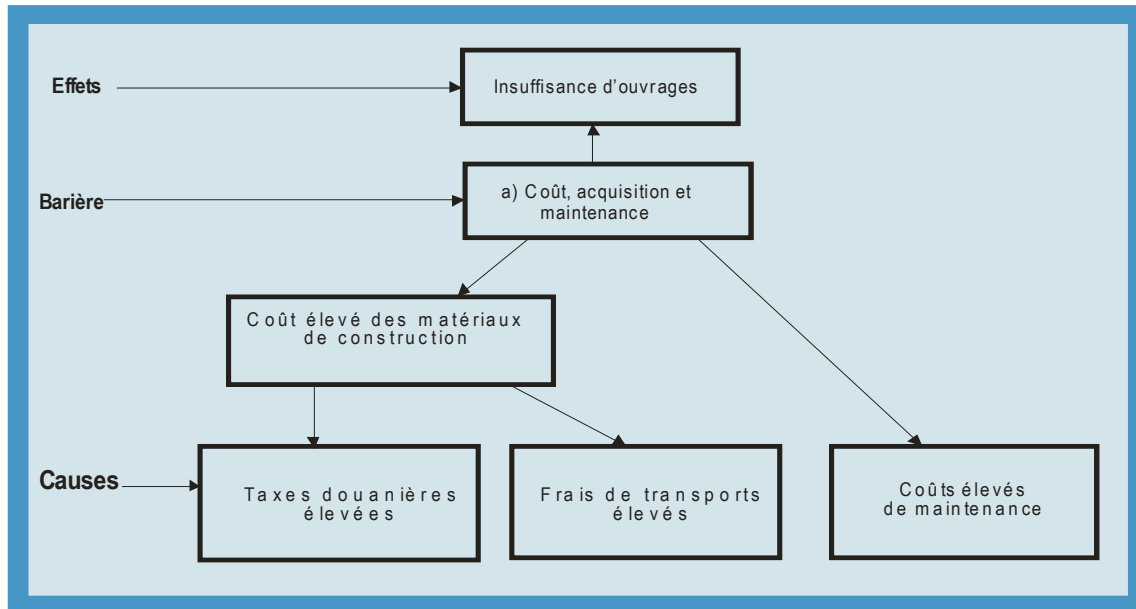 Effets
Insuffisance d'ouvrages
Barière
a) Coût, acquisition et
maintenance
Coût élevé des matériaux
de construction
Causes
Taxes douanières
élevées
Frais de transports
élevés
Coûts élevés
de maintenance